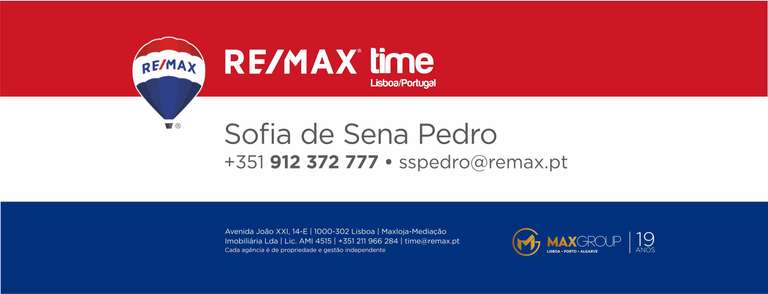 RE/MAX
RE/MAX® time
Lisboa/Portugal
®
Sofia de Sena Pedro
+351 912 372 777 • sspedro@remax.pt
Avenida João XXI, 14-E | 1000-302 Lisboa | Maxloja-Mediação
Imobiliária Lda | Lic. AMI 4515 | +351 211 966 284 | time@remax.pt
Cada agência é de propriedade e gestão independente
MAXGROUP | 19
LISBOA • PORTO • ALGARVE ANOS